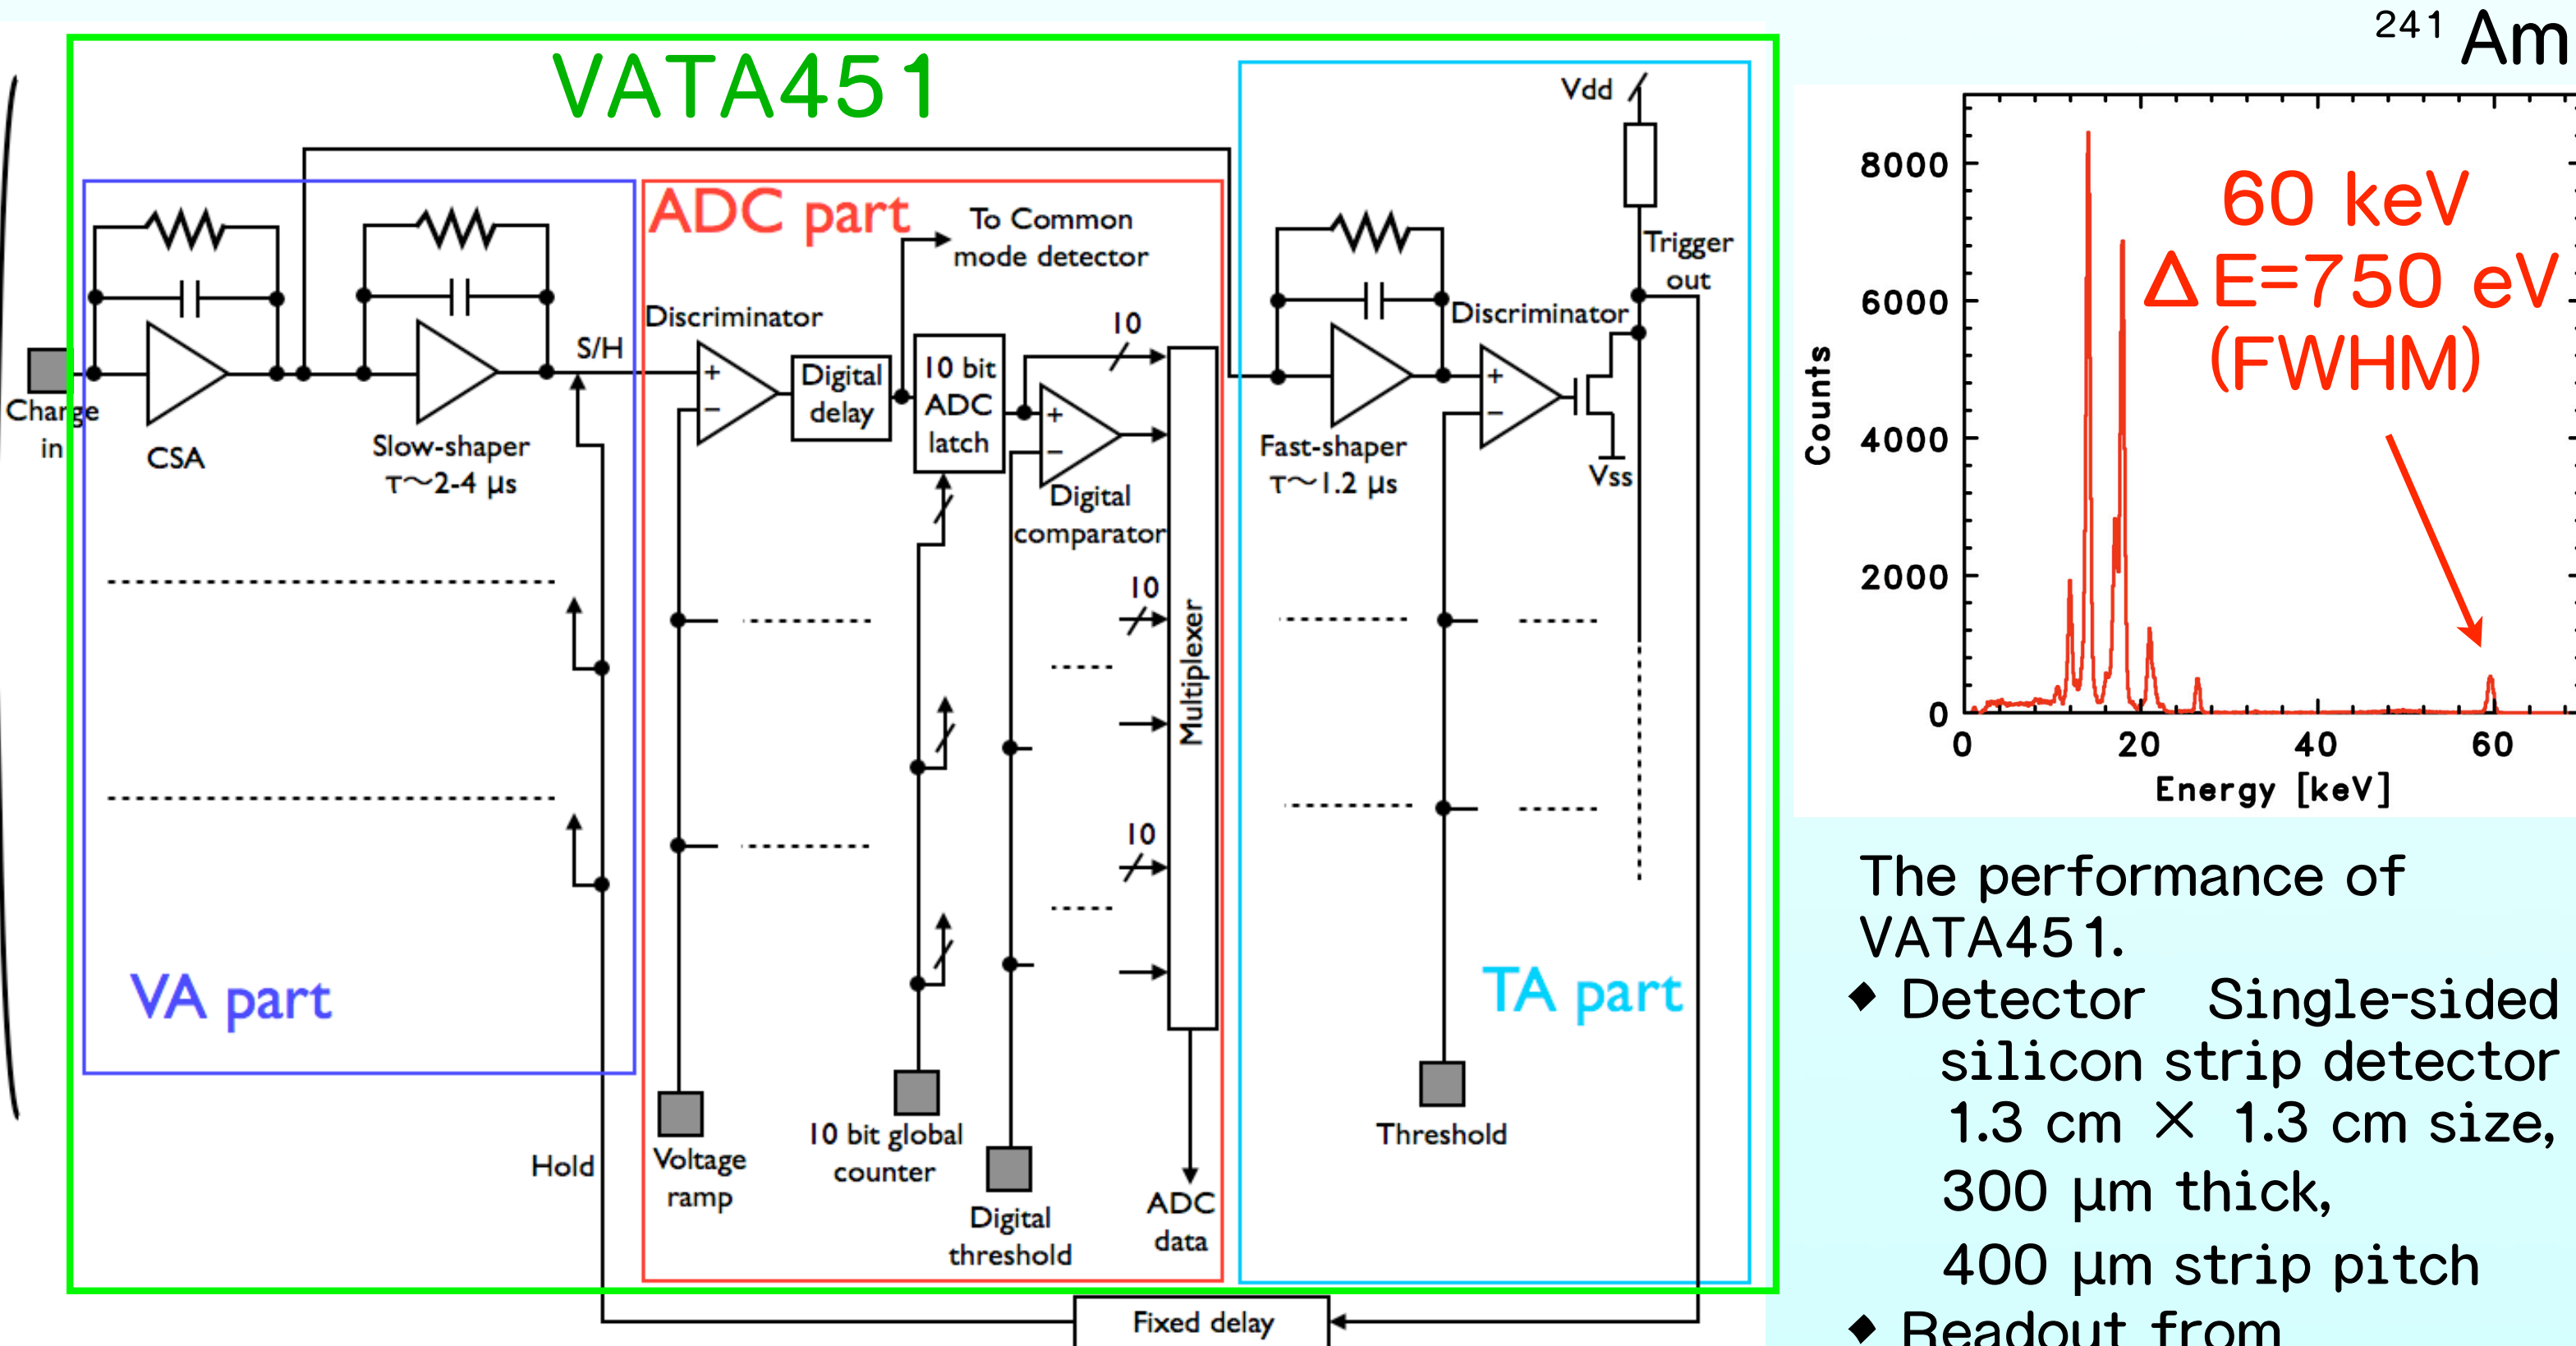 VATA451
Vdd
ADC part
To Common
mode detector
Trigger
out
Discriminator
10
Discriminator
S/H
+
−
Digital
delay
10 bit
ADC
latch
+
−
+
−
Charge
in
CSA
Slow-shaper
τ~2-4 µs
Digital
comparator
Fast-shaper
τ~1.2 µs
Vss
10
Multiplexer
10
VA part
TA part
Hold
Voltage
ramp
10 bit global
counter
Digital
threshold
ADC
data
Threshold
Fixed delay
241 Am
8000
6000
4000
2000
0
Counts
60 keV
ΔE=750 eV
(FWHM)
0 20 40 60
Energy [keV]
The performance of
VATA451.
◆ Detector Single-sided
silicon strip detector
1.3 cm × 1.3 cm size,
300 µm thick,
400 µm strip pitch
◆ Readout from